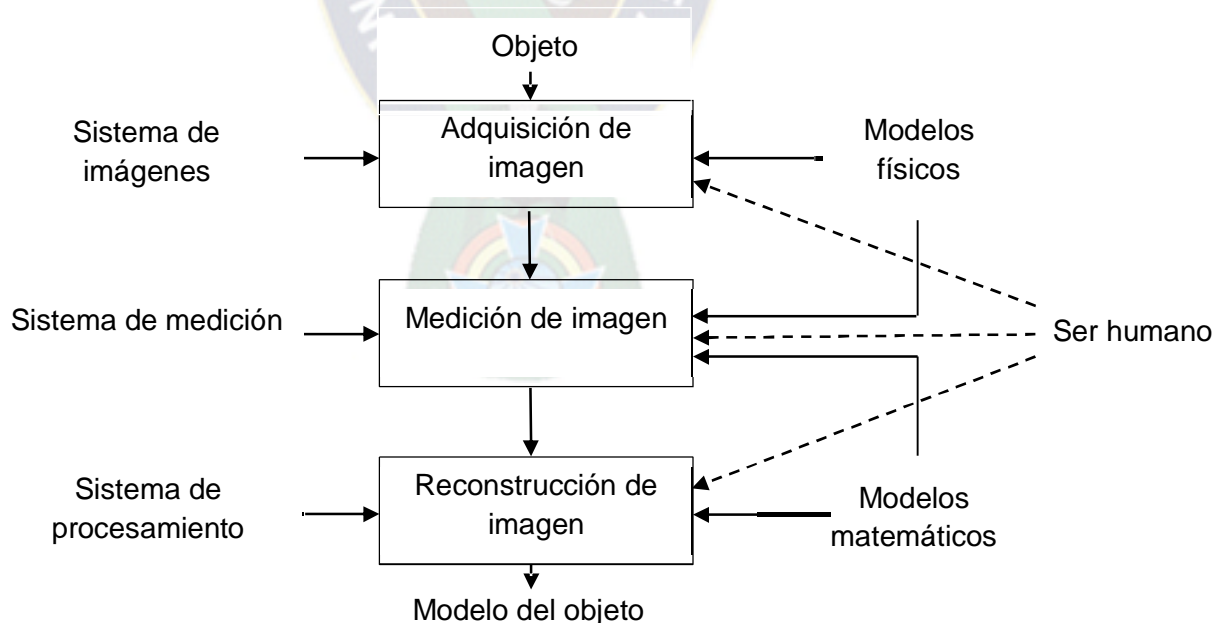 Objeto
Sistema de
imágenes
Adquisición de
imagen
Modelos
físicos
Sistema de medición
Medición de imagen
Ser humano
Sistema de
procesamiento
Reconstrucción de
imagen
Modelos
matemáticos
Modelo del objeto